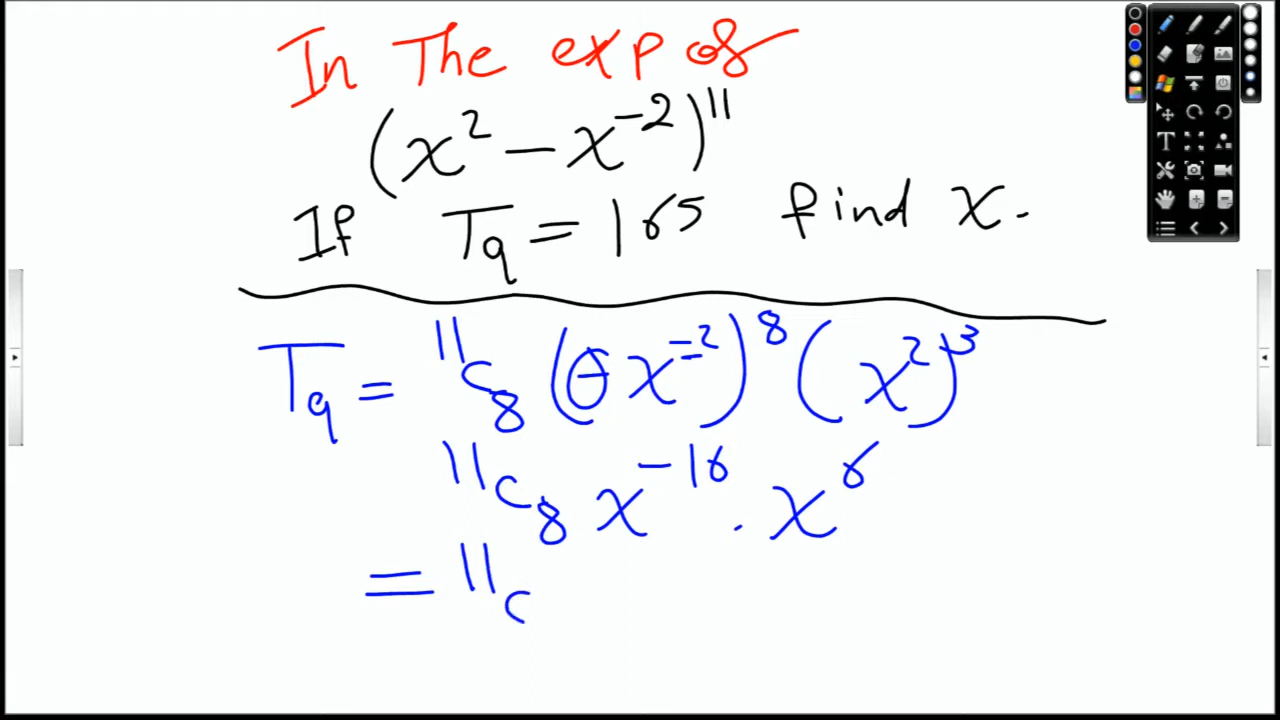 In The exp of
(x² − x⁻²)¹¹
If T₉ = 165 find x.
T₉ = ¹¹C₈ (− x⁻²)⁸ (x²)³
¹¹C₈ x⁻¹⁶ . x⁶
= ¹¹C